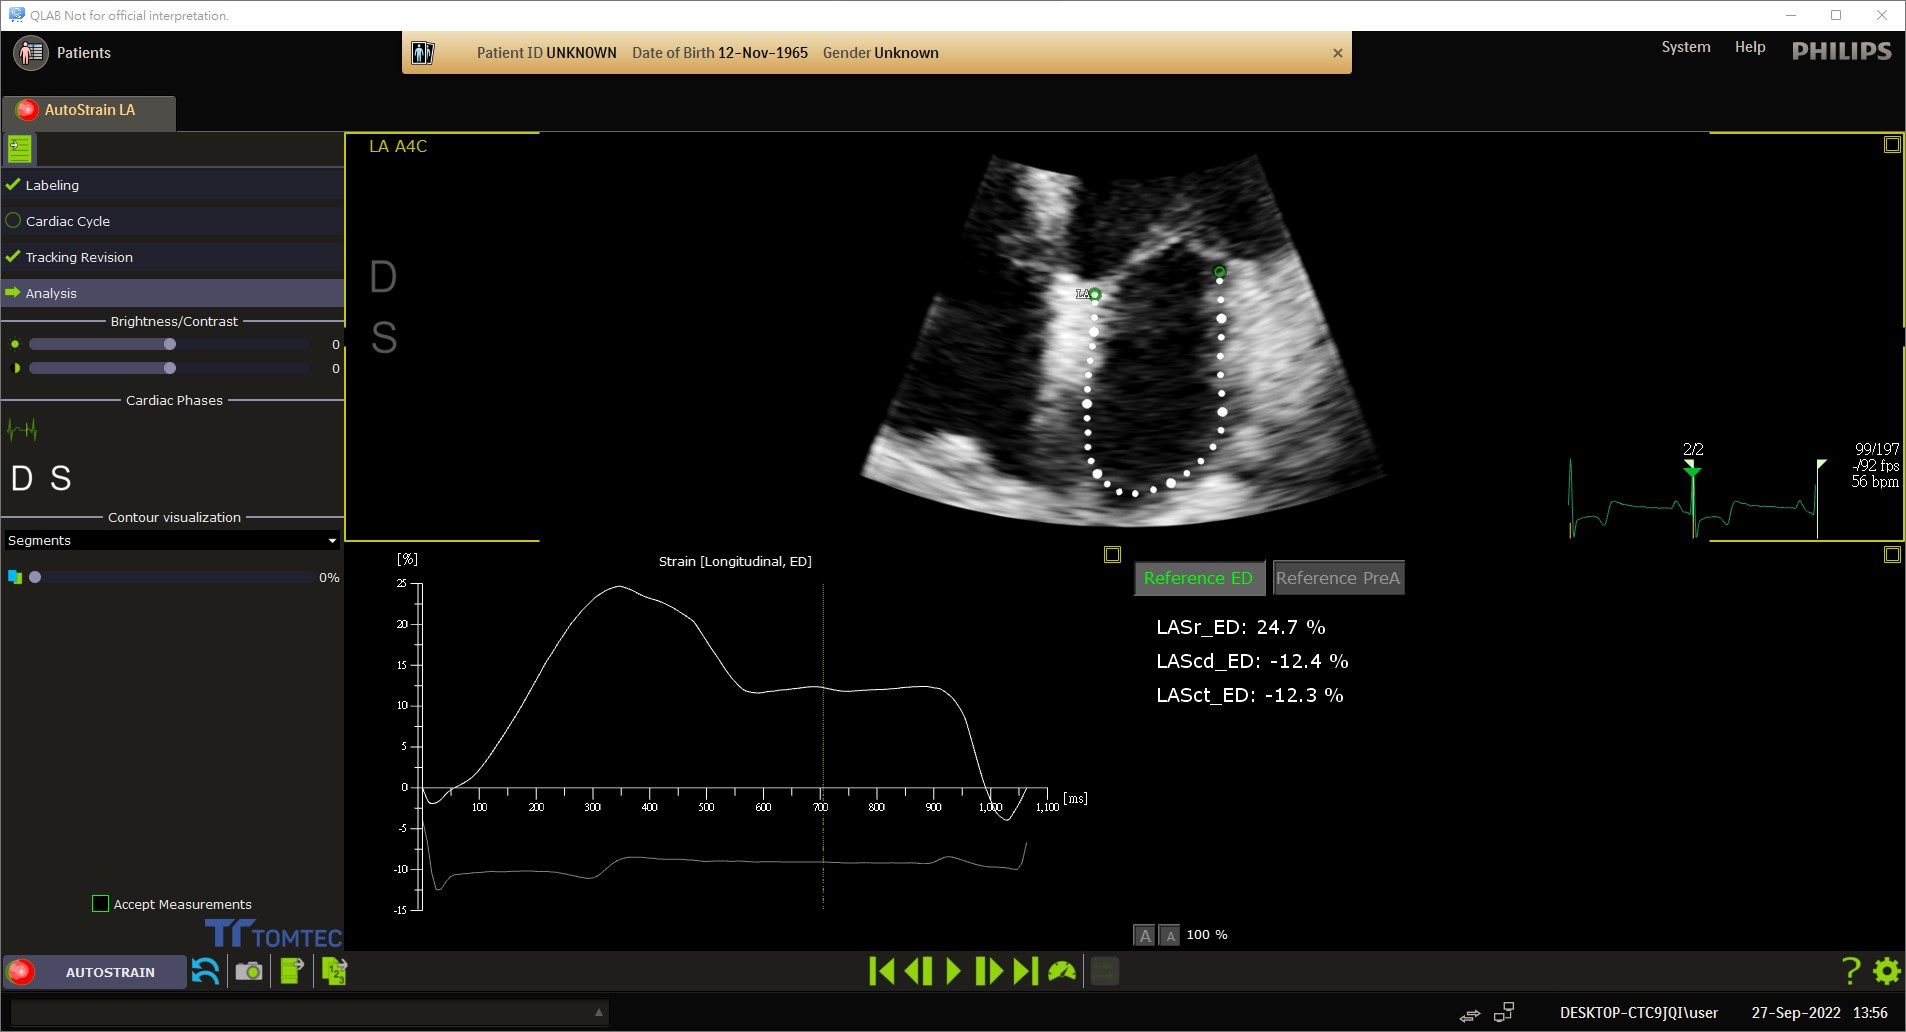 QLAB Not for official interpretation.
Patients
Patient ID UNKNOWN Date of Birth 12-Nov-1965 Gender Unknown
System Help PHILIPS
AutoStrain LA
Labeling
Cardiac Cycle
Tracking Revision
Analysis
Brightness/Contrast
0
0
Cardiac Phases
D S
Contour visualization
Segments
0%
Accept Measurements
TOMTEC
AUTOSTRAIN
LA A4C
D
S
LA
2/2
99/197
-/92 fps
56 bpm
[%]
Strain [Longitudinal, ED]
25
20
15
10
5
0
-5
-10
-15
100 200 300 400 500 600 700 800 900 1,000 1,100 [ms]
Reference ED Reference PreA
LASr_ED: 24.7 %
LAScd_ED: -12.4 %
LASct_ED: -12.3 %
A A 100 %
123
?
DESKTOP-CTC9JQI\user 27-Sep-2022 13:56